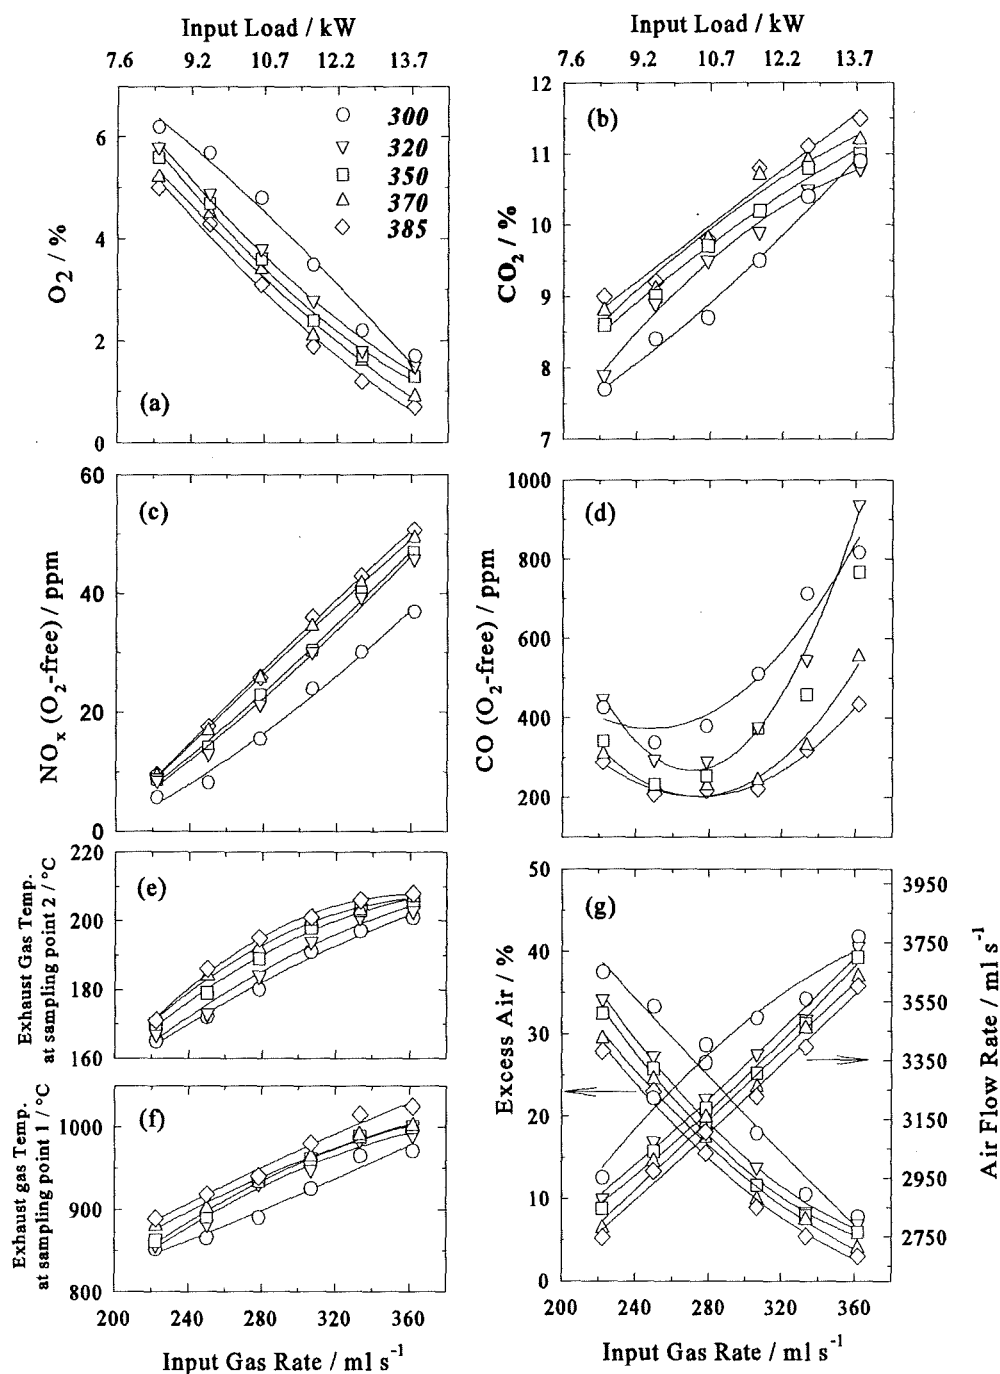 Input Load / kW
7.6 9.2 10.7 12.2 13.7
O2 / %
6
4
2
0
300
320
350
370
385
(a)
Input Load / kW
7.6 9.2 10.7 12.2 13.7
CO2 / %
12
11
10
9
8
7
(b)
NOx (O2-free) / ppm
60
40
20
0
(c)
CO (O2-free) / ppm
1000
800
600
400
200
(d)
Exhaust Gas Temp.
at sampling point 2 / °C
220
200
180
160
(e)
Exhaust gas Temp.
at sampling point 1 / °C
1000
900
800
(f)
200 240 280 320 360
Input Gas Rate / ml s-1
Excess Air / %
50
40
30
20
10
0
(g)
3950
3750
3550
3350
3150
2950
2750
Air Flow Rate / ml s-1
200 240 280 320 360
Input Gas Rate / ml s-1